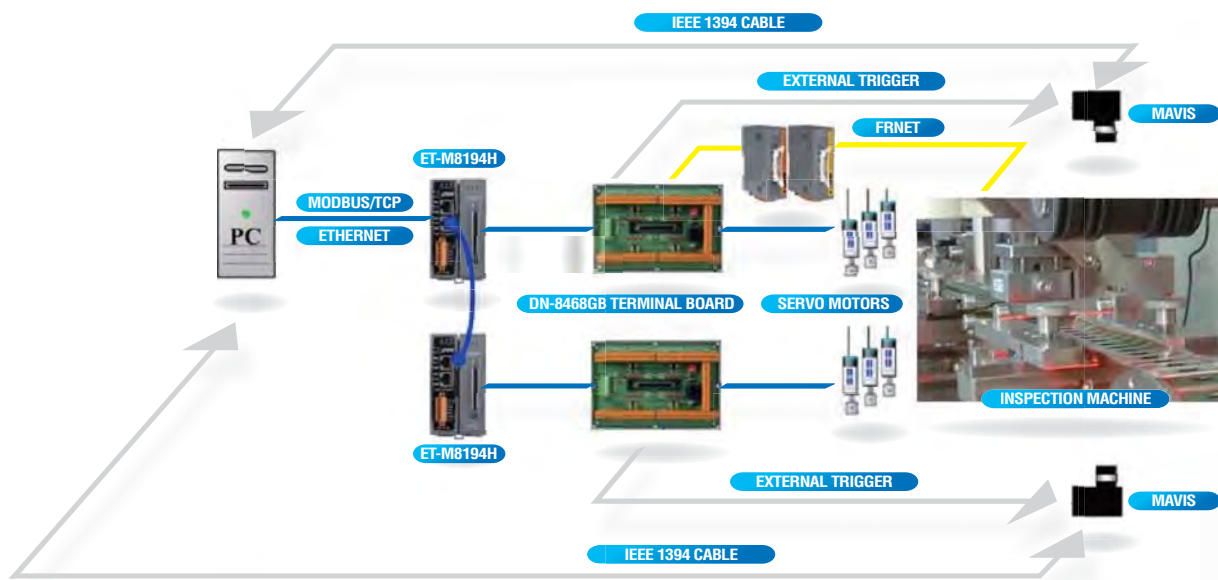 IEEE 1394 CABLE
EXTERNAL TRIGGER
MAVIS
FRNET
ET-M8194H
MODBUS/TCP
PC
ETHERNET
DN-8468GB TERMINAL BOARD
SERVO MOTORS
INSPECTION MACHINE
ET-M8194H
EXTERNAL TRIGGER
MAVIS
IEEE 1394 CABLE